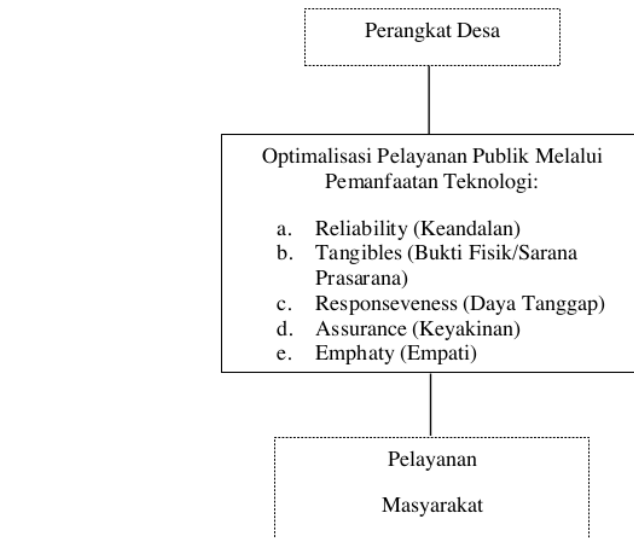 Perangkat Desa
Optimalisasi Pelayanan Publik Melalui
Pemanfaatan Teknologi:
a. Reliability (Keandalan)
b. Tangibles (Bukti Fisik/Sarana
Prasarana)
c. Responseveness (Daya Tanggap)
d. Assurance (Keyakinan)
e. Emphaty (Empati)
Pelayanan
Masyarakat